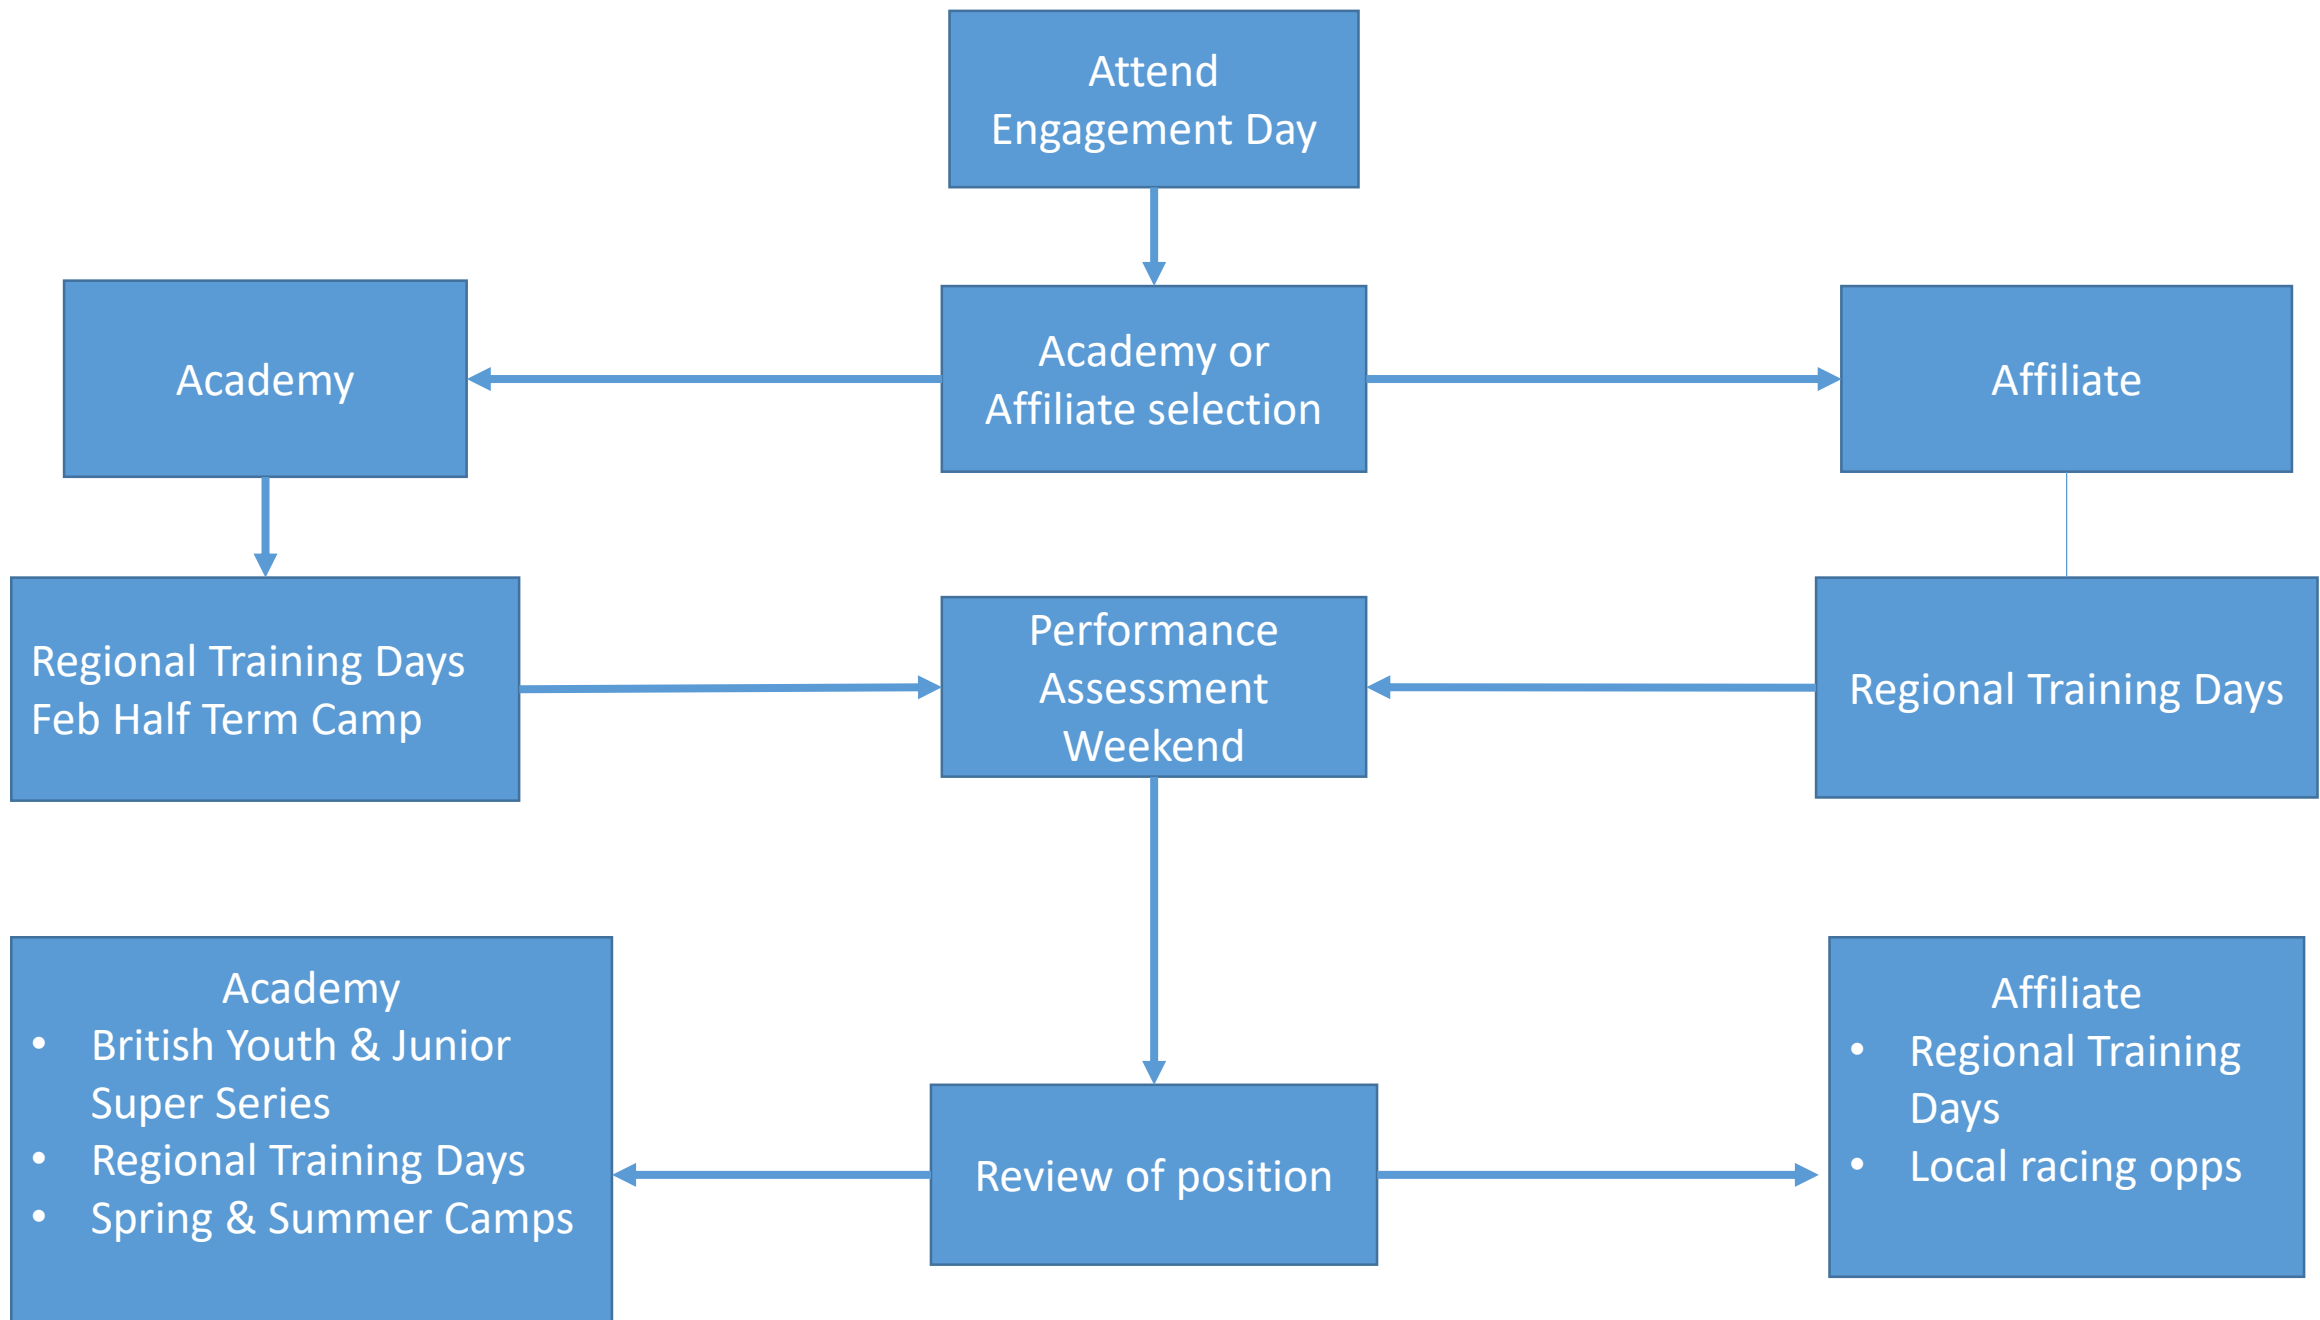 Attend
Engagement Day
Academy
Academy or
Affiliate selection
Affiliate
Regional Training Days
Feb Half Term Camp
Performance
Assessment
Weekend
Regional Training Days
Academy
• British Youth & Junior
Super Series
• Regional Training Days
• Spring & Summer Camps
Review of position
Affiliate
• Regional Training
Days
• Local racing opps